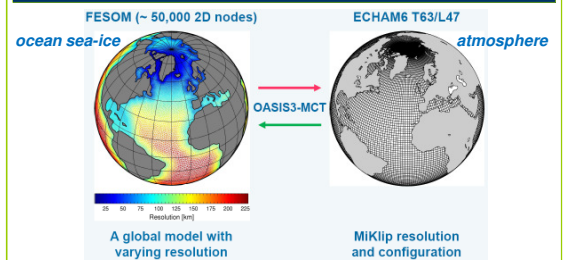 FESOM (~ 50,000 2D nodes)
ECHAM6 T63/L47
ocean sea-ice
atmosphere
OASIS3-MCT
25 50 75 100 125 150 175 200 225
Resolution [km]
A global model with
varying resolution
MiKlip resolution
and configuration